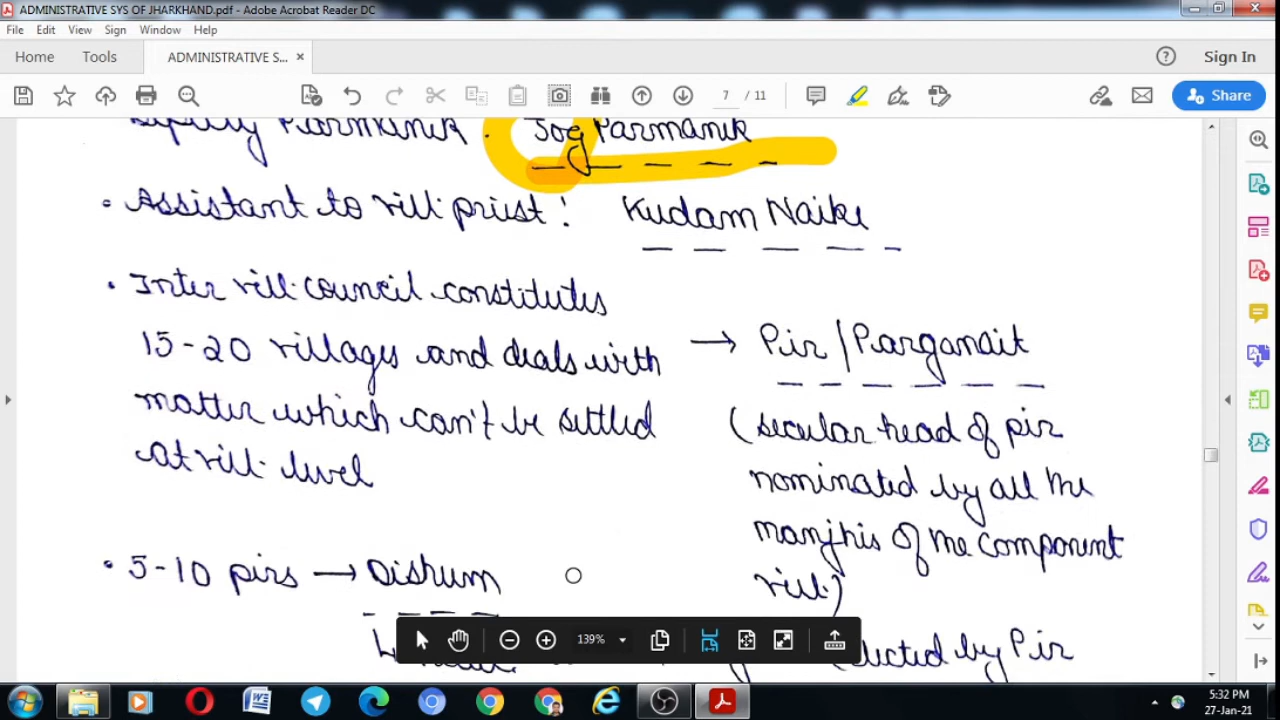 ADMINISTRATIVE SYS OF JHARKHAND.pdf - Adobe Acrobat Reader DC
File Edit View Sign Window Help
Home Tools ADMINISTRATIVE S... × Sign In
7 / 11 Share
Deputy Parmanik : Jog Parmanik
• Assistant to vill. priest : Kudam Naike
• Inter vill. council constitutes
15-20 villages and deals with → Pir / Parganait
matter which can't be settled (secular head of pir
at vill. level nominated by all the
manjhis of the component
• 5-10 pirs → Dishum vill.)
139%
elected by Pir
5:32 PM
27-Jan-21